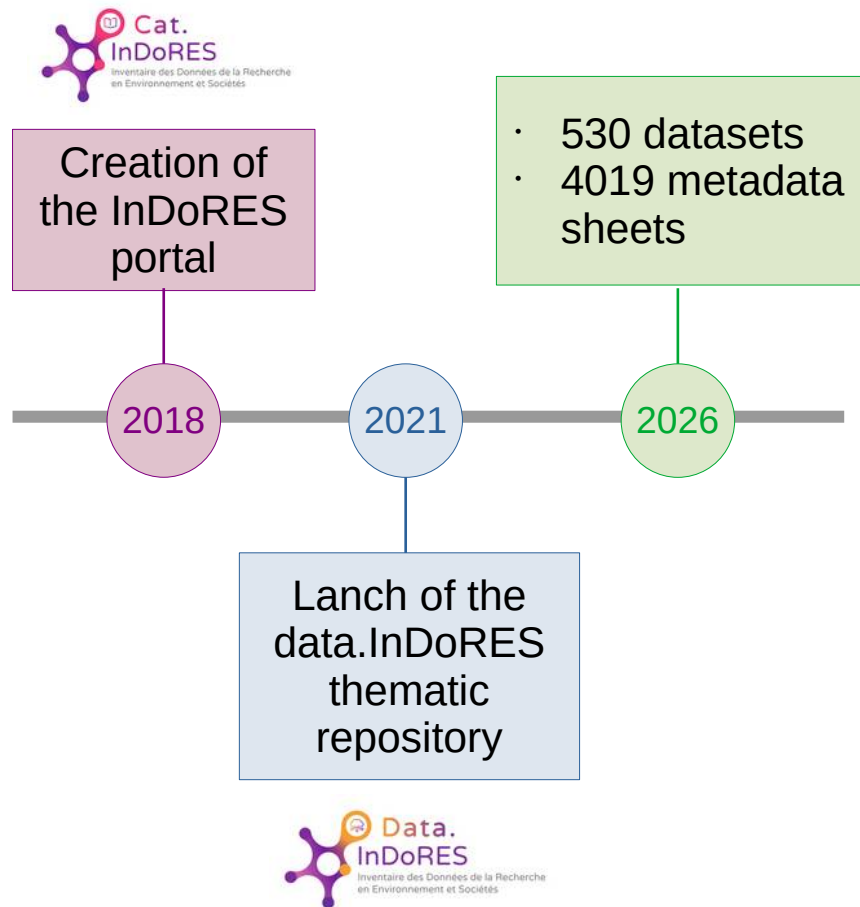 Cat.
InDoRES
Inventaire des Données de la Recherche
en Environnement et Sociétés
Creation of
the InDoRES
portal
· 530 datasets
· 4019 metadata
sheets
2018
2021
2026
Lanch of the
data.InDoRES
thematic
repository
Data.
InDoRES
Inventaire des Données de la Recherche
en Environnement et Sociétés